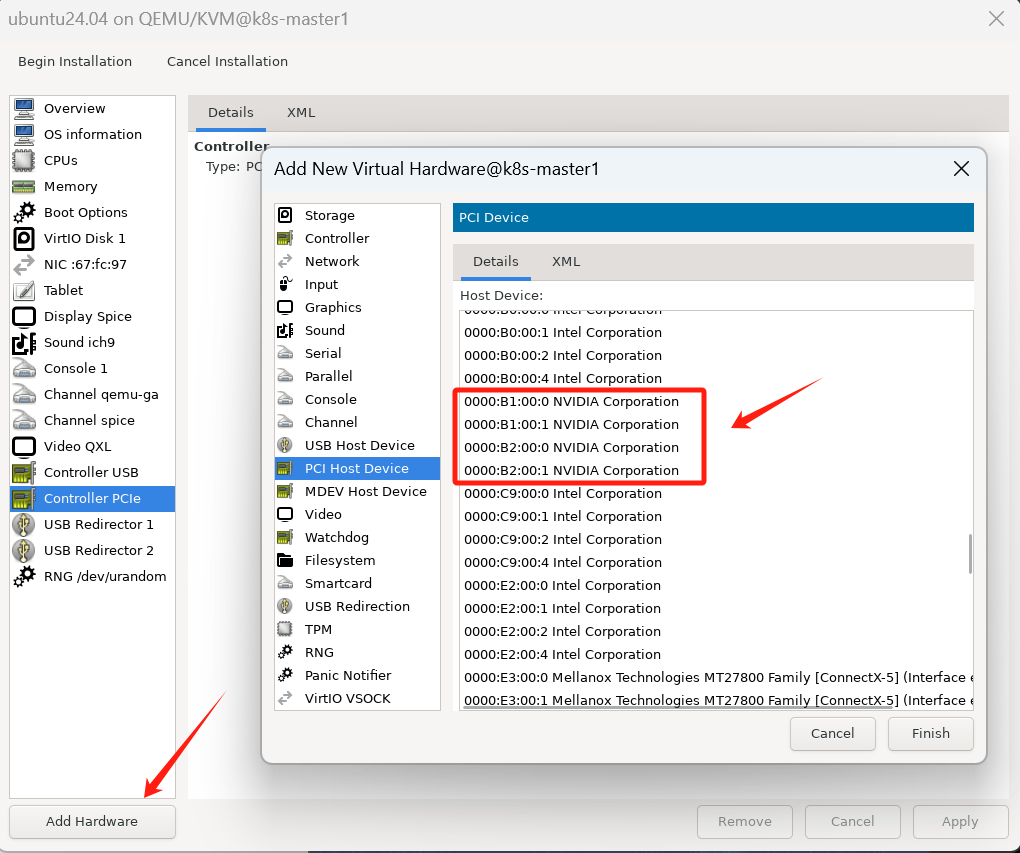 ubuntu24.04 on QEMU/KVM@k8s-master1
Begin Installation
Cancel Installation
Overview
OS information
CPUs
Memory
Boot Options
VirtIO Disk 1
NIC :67:fc:97
Tablet
Display Spice
Sound ich9
Console 1
Channel qemu-ga
Channel spice
Video QXL
Controller USB
Controller PCIe
USB Redirector 1
USB Redirector 2
RNG /dev/urandom
Add Hardware
Details
XML
Controller
Type: PC
Add New Virtual Hardware@k8s-master1
Storage
Controller
Network
Input
Graphics
Sound
Serial
Parallel
Console
Channel
USB Host Device
PCI Host Device
MDEV Host Device
Video
Watchdog
Filesystem
Smartcard
USB Redirection
TPM
RNG
Panic Notifier
VirtIO VSOCK
PCI Device
Details
XML
Host Device:
0000:B0:00:0 Intel Corporation
0000:B0:00:1 Intel Corporation
0000:B0:00:2 Intel Corporation
0000:B0:00:4 Intel Corporation
0000:B1:00:0 NVIDIA Corporation
0000:B1:00:1 NVIDIA Corporation
0000:B2:00:0 NVIDIA Corporation
0000:B2:00:1 NVIDIA Corporation
0000:C9:00:0 Intel Corporation
0000:C9:00:1 Intel Corporation
0000:C9:00:2 Intel Corporation
0000:C9:00:4 Intel Corporation
0000:E2:00:0 Intel Corporation
0000:E2:00:1 Intel Corporation
0000:E2:00:2 Intel Corporation
0000:E2:00:4 Intel Corporation
0000:E3:00:0 Mellanox Technologies MT27800 Family [ConnectX-5] (Interface e
0000:E3:00:1 Mellanox Technologies MT27800 Family [ConnectX-5] (Interface e
Cancel
Finish
Remove
Cancel
Apply